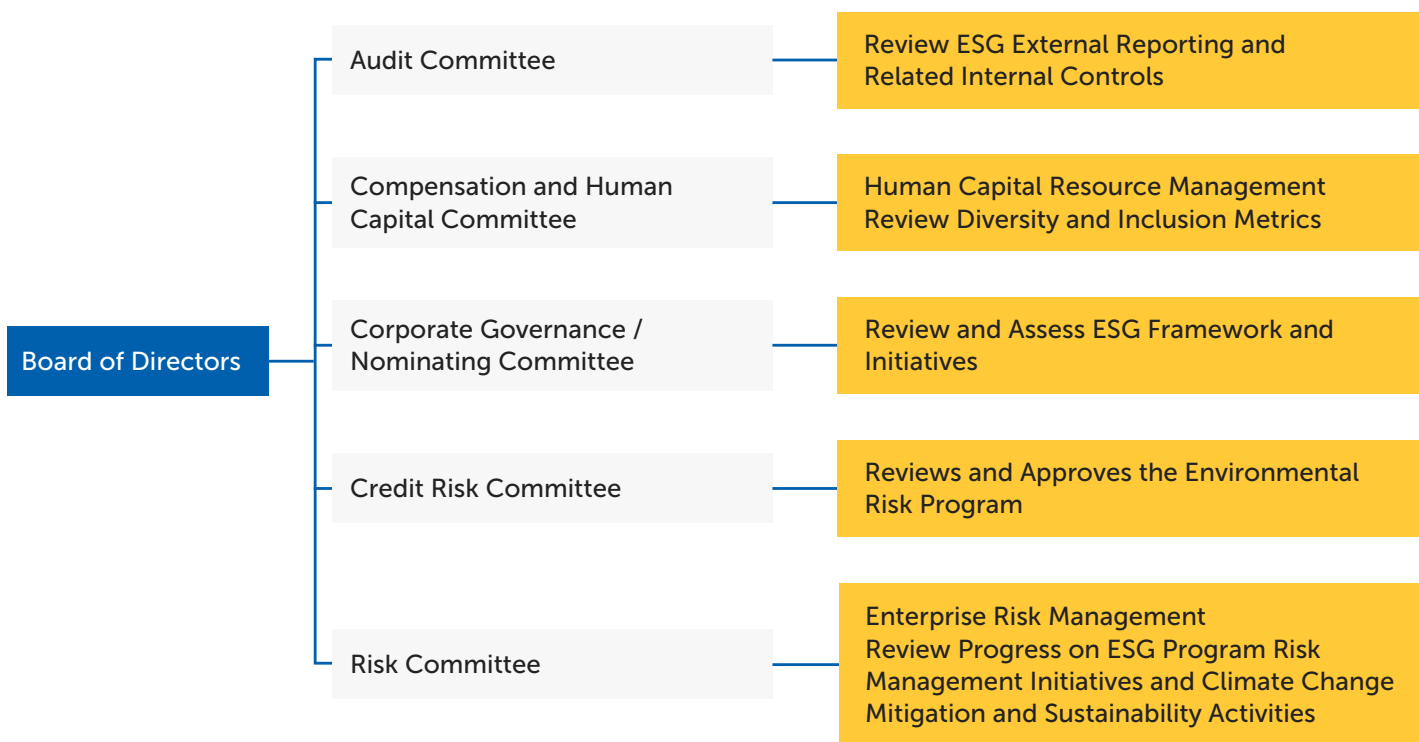 Board of Directors
Audit Committee
Review ESG External Reporting and
Related Internal Controls
Compensation and Human
Capital Committee
Human Capital Resource Management
Review Diversity and Inclusion Metrics
Corporate Governance /
Nominating Committee
Review and Assess ESG Framework and
Initiatives
Credit Risk Committee
Reviews and Approves the Environmental
Risk Program
Risk Committee
Enterprise Risk Management
Review Progress on ESG Program Risk
Management Initiatives and Climate Change
Mitigation and Sustainability Activities